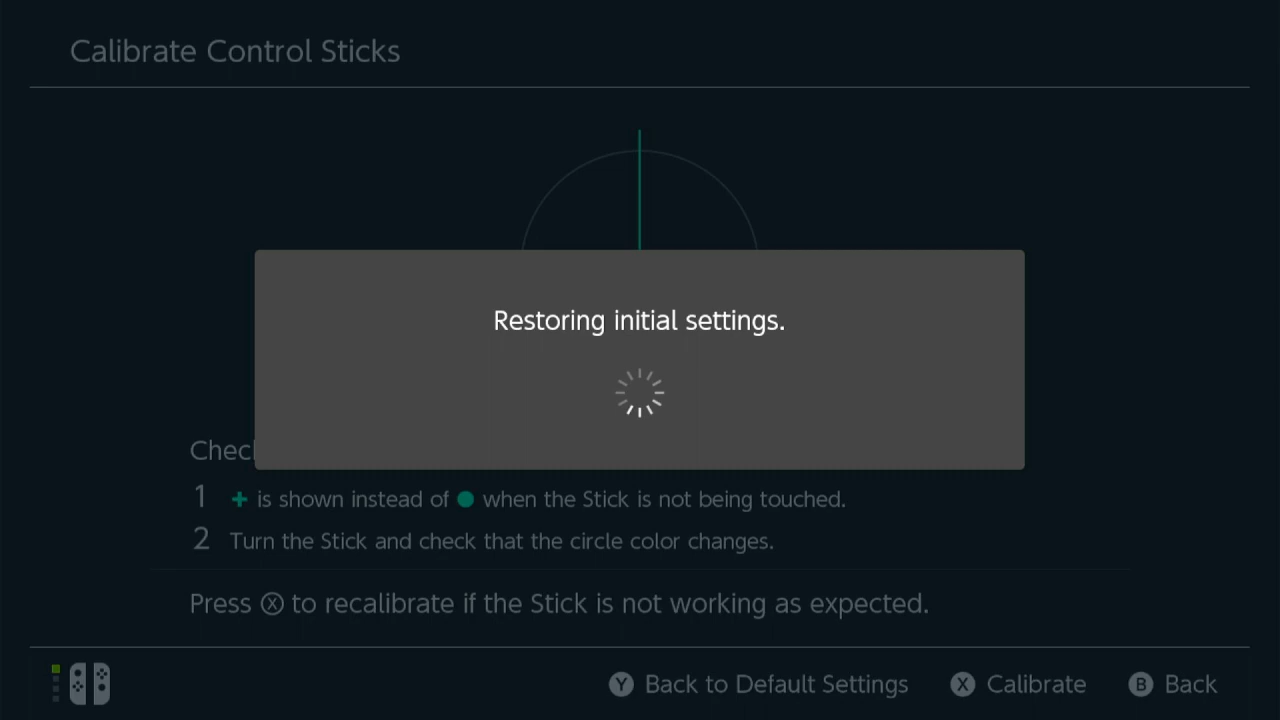 Calibrate Control Sticks
Restoring initial settings.
Chec
1 + is shown instead of ● when the Stick is not being touched.
2 Turn the Stick and check that the circle color changes.
Press Ⓧ to recalibrate if the Stick is not working as expected.
Ⓨ Back to Default Settings Ⓧ Calibrate Ⓑ Back